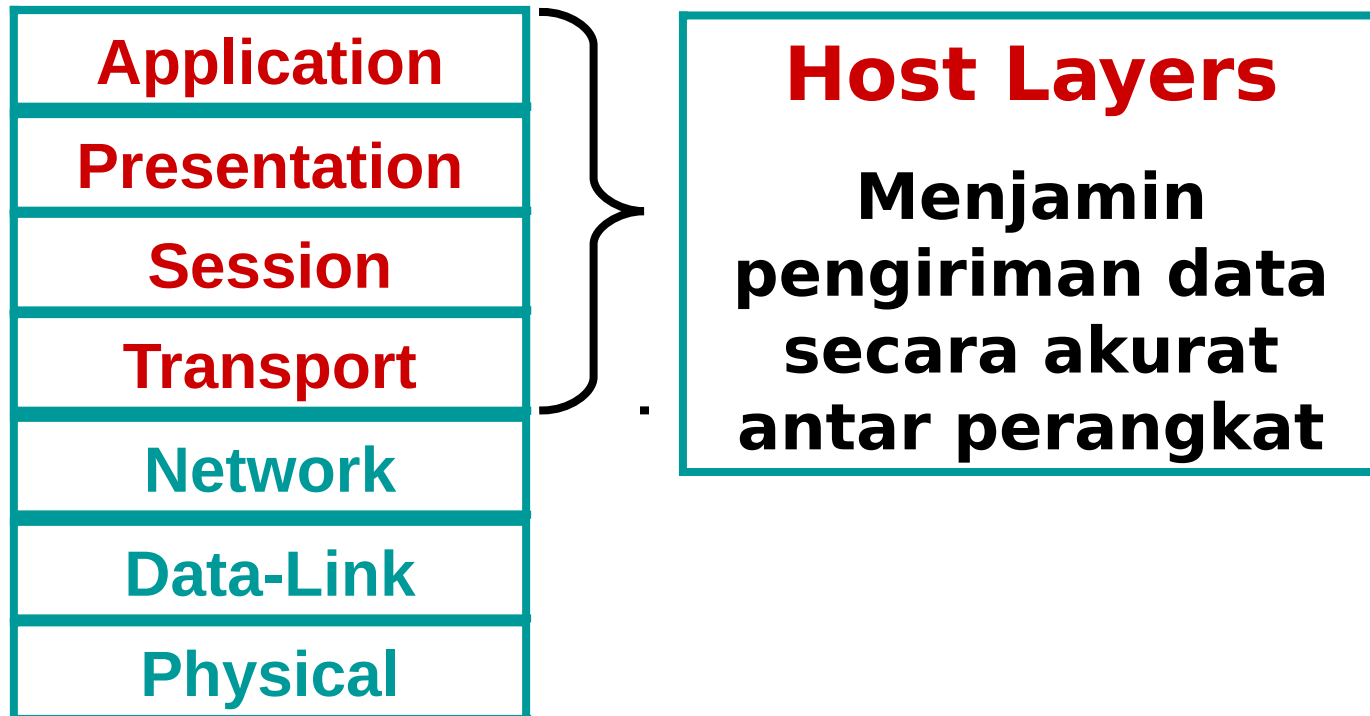 Application
Presentation
Session
Transport
Network
Data-Link
Physical
Host Layers
Menjamin
pengiriman data
secara akurat
antar perangkat